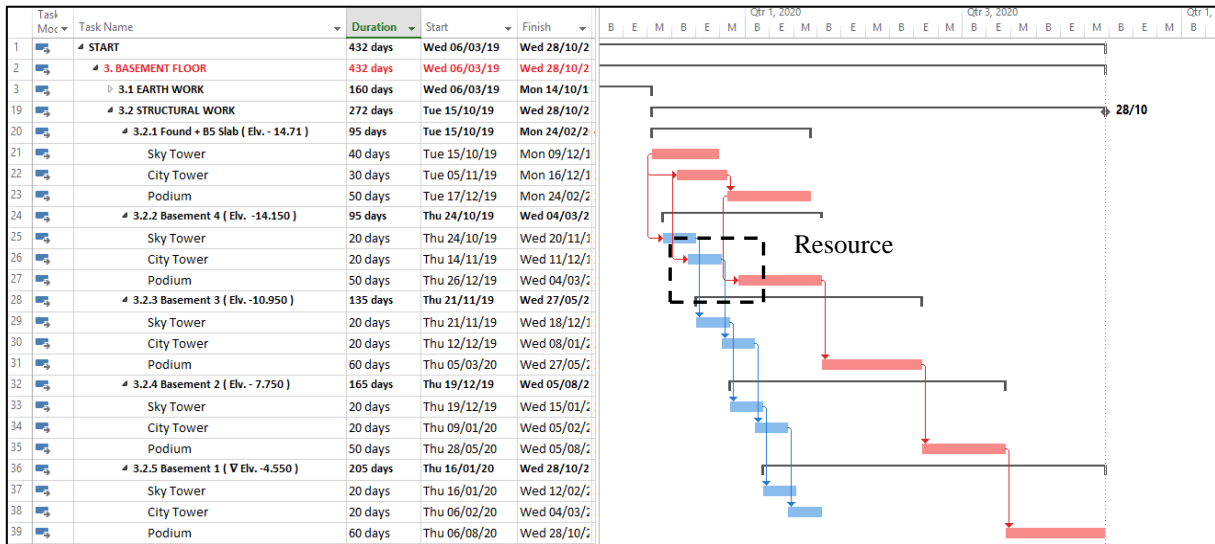 Task Mode Task Name Duration Start Finish Qtr 1, 2020 Qtr 3, 2020 Qtr 1,
B E M B E M B E M B E M B E M B E M B E M B E M B
1 START 432 days Wed 06/03/19 Wed 28/10/2
2 3. BASEMENT FLOOR 432 days Wed 06/03/19 Wed 28/10/2
3 3.1 EARTH WORK 160 days Wed 06/03/19 Mon 14/10/1
19 3.2 STRUCTURAL WORK 272 days Tue 15/10/19 Wed 28/10/2 28/10
20 3.2.1 Found + B5 Slab ( Elv. - 14.71 ) 95 days Tue 15/10/19 Mon 24/02/2
21 Sky Tower 40 days Tue 15/10/19 Mon 09/12/1
22 City Tower 30 days Tue 05/11/19 Mon 16/12/1
23 Podium 50 days Tue 17/12/19 Mon 24/02/2
24 3.2.2 Basement 4 ( Elv. -14.150 ) 95 days Thu 24/10/19 Wed 04/03/2
25 Sky Tower 20 days Thu 24/10/19 Wed 20/11/1 Resource
26 City Tower 20 days Thu 14/11/19 Wed 11/12/1
27 Podium 50 days Thu 26/12/19 Wed 04/03/2
28 3.2.3 Basement 3 ( Elv. -10.950 ) 135 days Thu 21/11/19 Wed 27/05/2
29 Sky Tower 20 days Thu 21/11/19 Wed 18/12/1
30 City Tower 20 days Thu 12/12/19 Wed 08/01/2
31 Podium 60 days Thu 05/03/20 Wed 27/05/2
32 3.2.4 Basement 2 ( Elv. - 7.750 ) 165 days Thu 19/12/19 Wed 05/08/2
33 Sky Tower 20 days Thu 19/12/19 Wed 15/01/2
34 City Tower 20 days Thu 09/01/20 Wed 05/02/2
35 Podium 50 days Thu 28/05/20 Wed 05/08/2
36 3.2.5 Basement 1 ( ∇ Elv. -4.550 ) 205 days Thu 16/01/20 Wed 28/10/2
37 Sky Tower 20 days Thu 16/01/20 Wed 12/02/2
38 City Tower 20 days Thu 06/02/20 Wed 04/03/2
39 Podium 60 days Thu 06/08/20 Wed 28/10/2